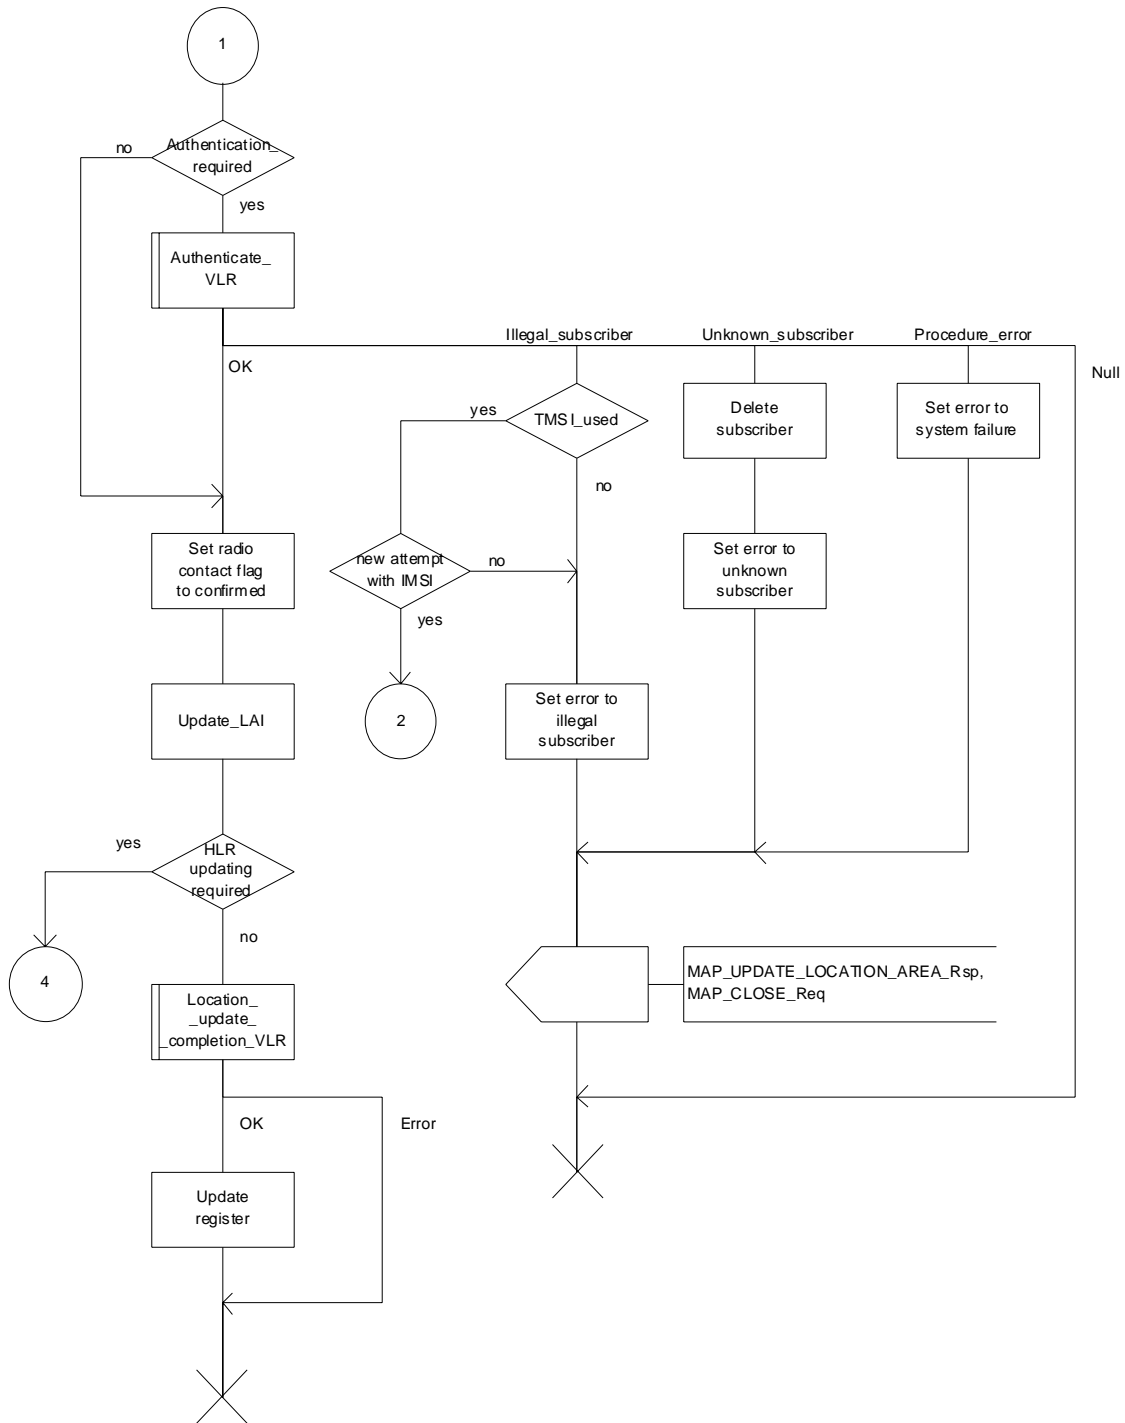 1
Authentication_
required
no
yes
Authenticate_
VLR
Illegal_subscriber
Unknown_subscriber
Procedure_error
OK
Null
yes
TMSI_used
no
Delete
subscriber
Set error to
system failure
Set radio
contact flag
to confirmed
new attempt
with IMSI
no
yes
Set error to
unknown
subscriber
Update_LAI
2
Set error to
illegal
subscriber
yes
HLR
updating
required
no
4
MAP_UPDATE_LOCATION_AREA_Rsp,
MAP_CLOSE_Req
Location_
_update_
_completion_VLR
OK
Error
Update
register